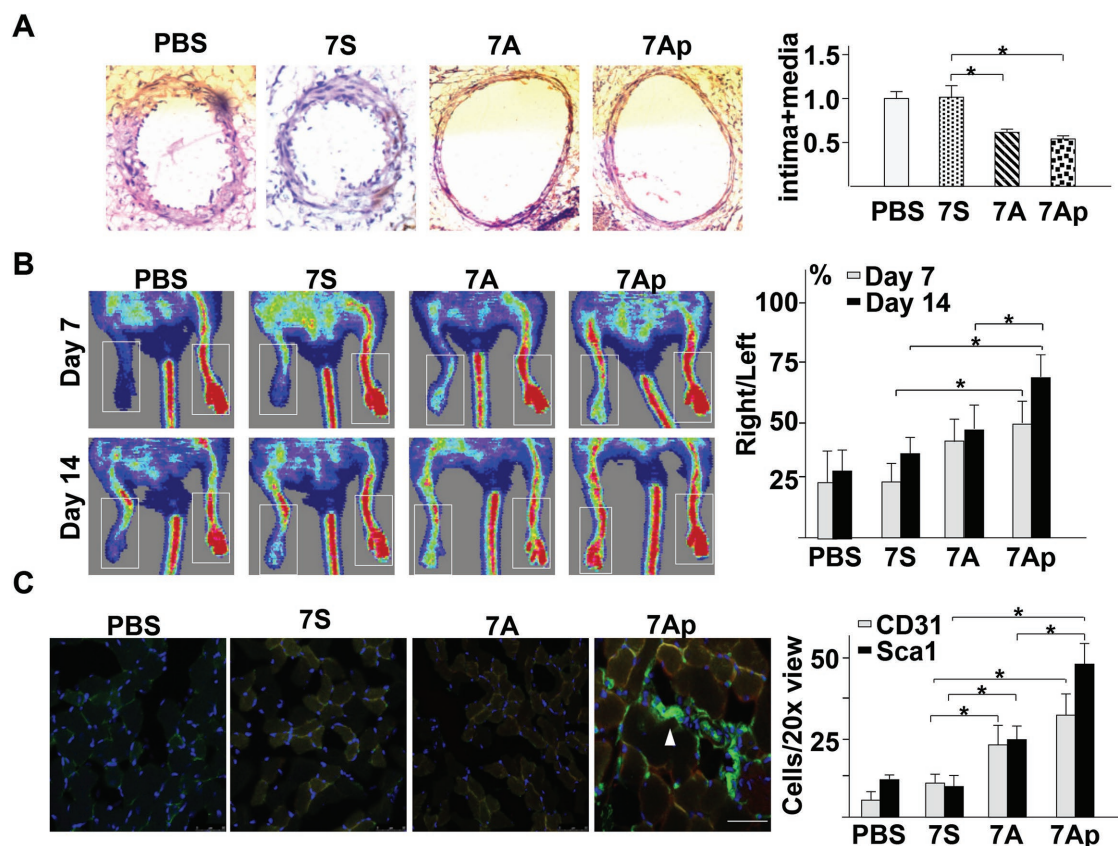 A
PBS 7S 7A 7Ap
intima+media
1.5
1.0
0.5
* *
PBS 7S 7A 7Ap
B
PBS 7S 7A 7Ap
Day 7
Day 14
%
Day 7
Day 14
Right/Left
100
75
50
25
* * *
PBS 7S 7A 7Ap
C
PBS 7S 7A 7Ap
CD31
Sca1
Cells/20x view
50
25
* * * * *
PBS 7S 7A 7Ap